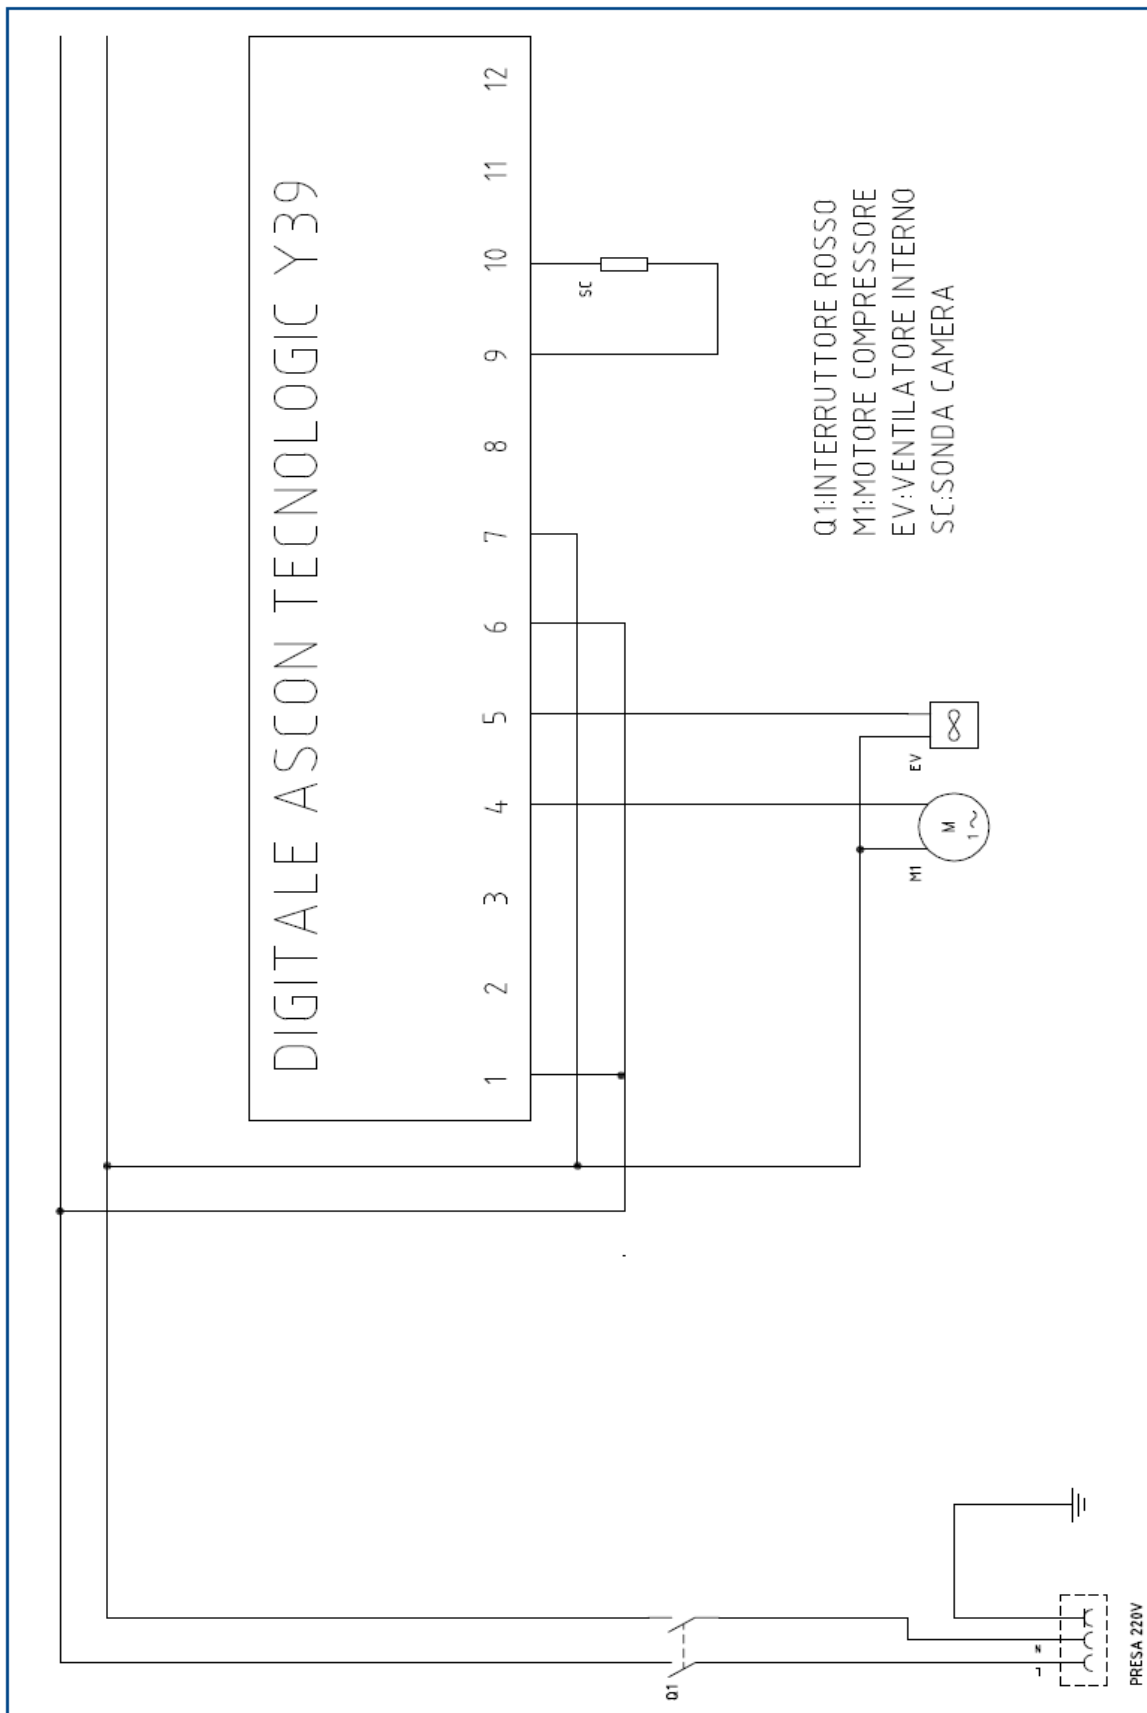 DIGITALE ASCON TECNOLOGIC Y39
1 2 3 4 5 6 7 8 9 10 11 12
SC
Q1:INTERRUTTORE ROSSO
M1:MOTORE COMPRESSORE
EV:VENTILATORE INTERNO
SC:SONDA CAMERA
EV
M1
M
1~
Q1
L
N
PRESA 220V